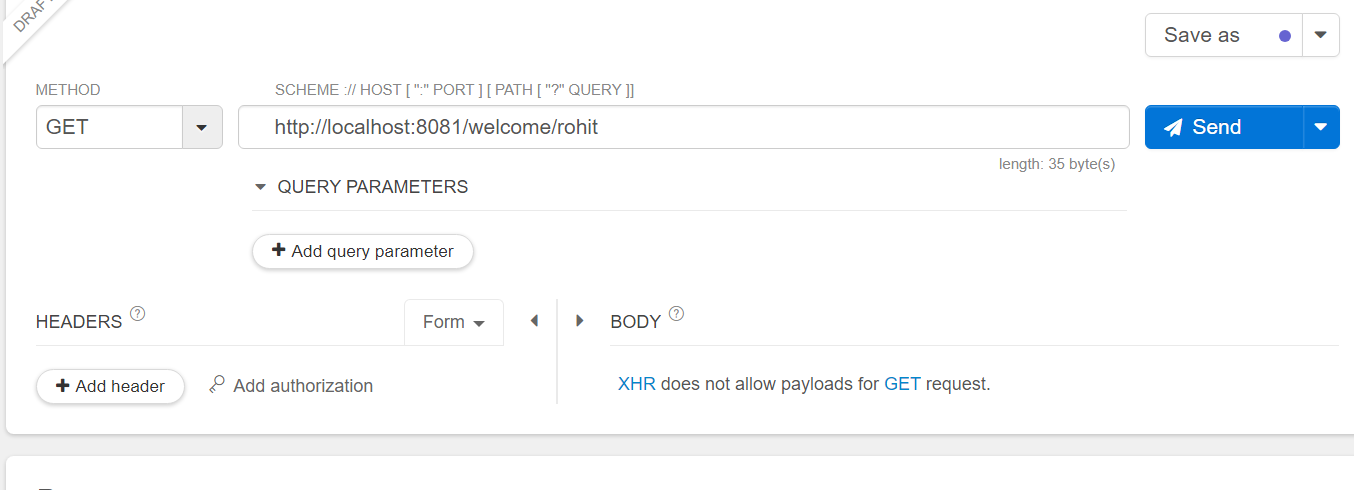 DRAFT
Save as
METHOD
SCHEME :// HOST [ ":" PORT ] [ PATH [ "?" QUERY ]]
GET
http://localhost:8081/welcome/rohit
Send
length: 35 byte(s)
QUERY PARAMETERS
+ Add query parameter
HEADERS ?
Form
BODY ?
+ Add header
Add authorization
XHR does not allow payloads for GET request.